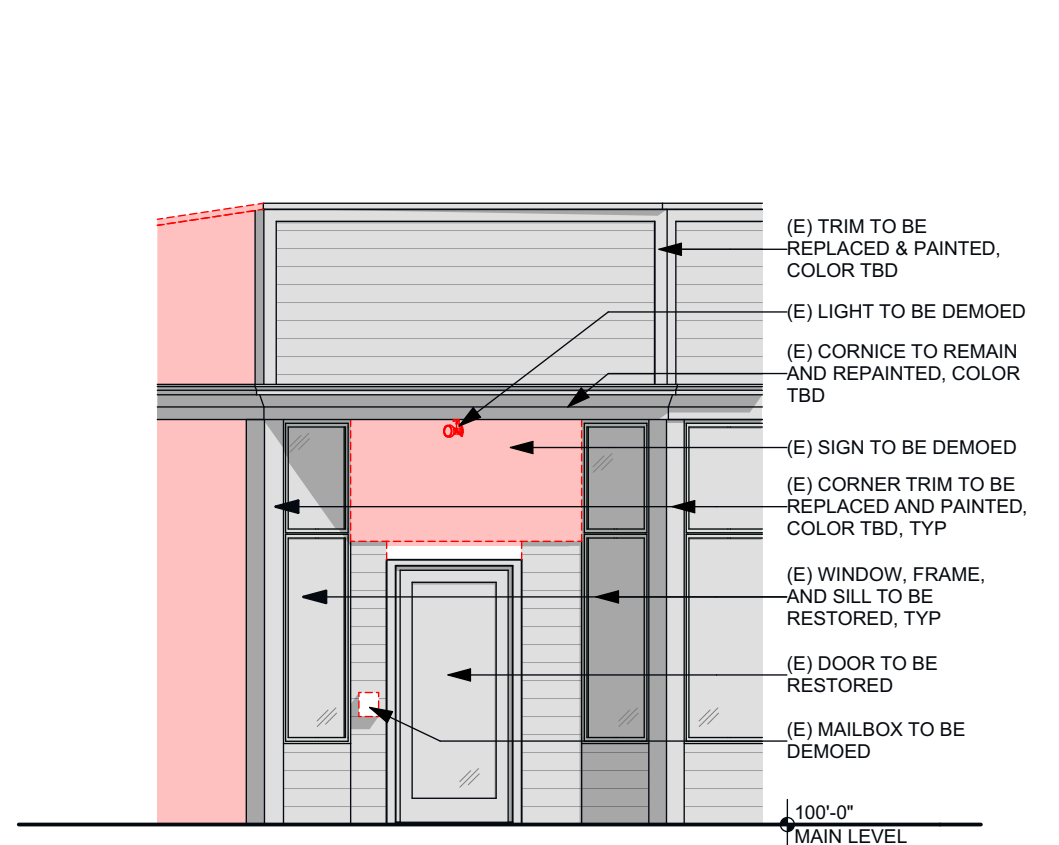 (E) TRIM TO BE
REPLACED & PAINTED,
COLOR TBD
(E) LIGHT TO BE DEMOED
(E) CORNICE TO REMAIN
AND REPAINTED, COLOR
TBD
(E) SIGN TO BE DEMOED
(E) CORNER TRIM TO BE
REPLACED AND PAINTED,
COLOR TBD, TYP
(E) WINDOW, FRAME,
AND SILL TO BE
RESTORED, TYP
(E) DOOR TO BE
RESTORED
(E) MAILBOX TO BE
DEMOED
100'-0"
MAIN LEVEL